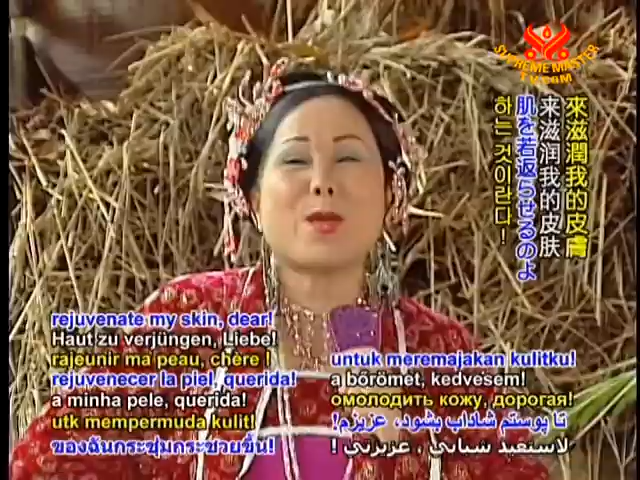 SUPREME MASTER
TV.COM
來滋潤我的皮膚
来滋润我的皮肤
肌を若返らせるのよ
하는 것이란다!
rejuvenate my skin, dear!
Haut zu verjüngen, Liebe!
rajeunir ma peau, chère !
rejuvenecer la piel, querida!
a minha pele, querida!
utk mempermuda kulit!
ของฉันกระชุ่มกระชวยขึ้น!
untuk meremajakan kulitku!
a bőrömet, kedvesem!
омолодить кожу, дорогая!
تا پوستم شاداب بشود، عزیزم!
لاستعيد شبابي ، عزيزتي !